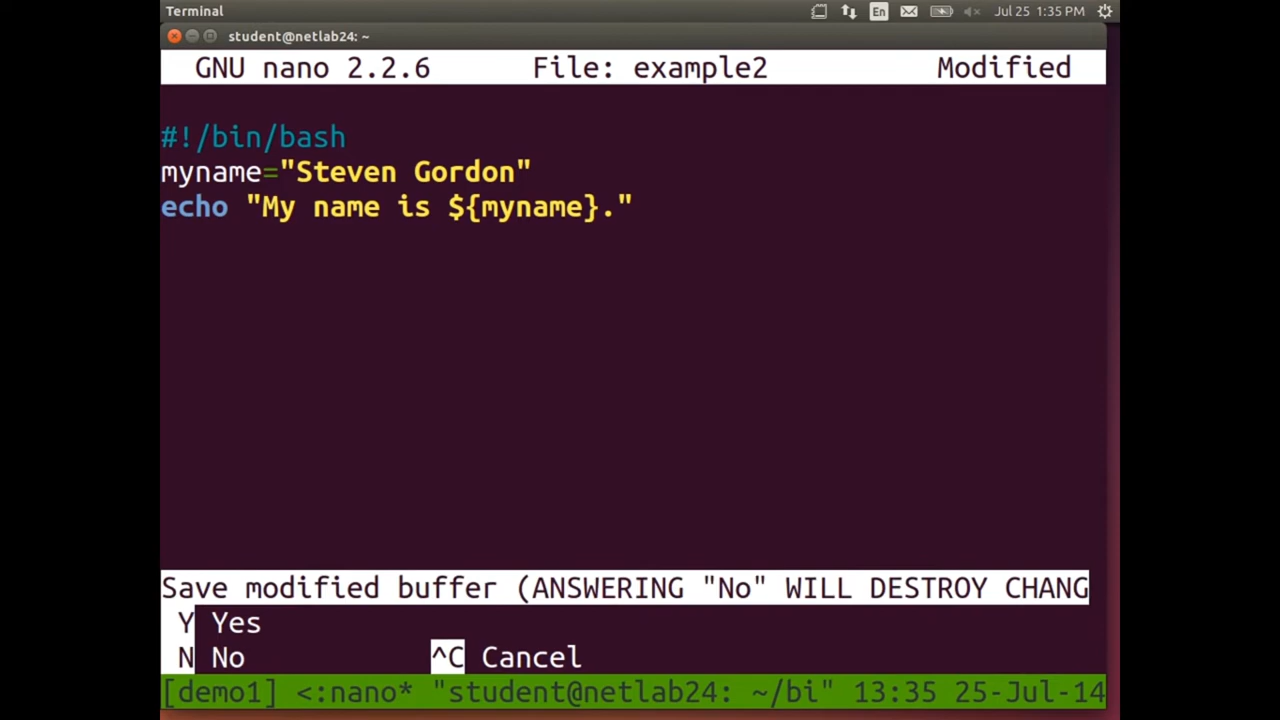 Terminal En Jul 25 1:35 PM
student@netlab24: ~
GNU nano 2.2.6 File: example2 Modified
#!/bin/bash
myname="Steven Gordon"
echo "My name is ${myname}."
Save modified buffer (ANSWERING "No" WILL DESTROY CHANG
Y Yes
N No ^C Cancel
[demo1] <:nano* "student@netlab24: ~/bi" 13:35 25-Jul-14